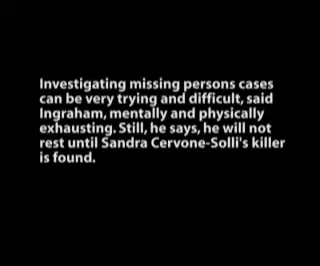 Investigating missing persons cases
can be very trying and difficult, said
Ingraham, mentally and physically
exhausting. Still, he says, he will not
rest until Sandra Cervone-Solli's killer
is found.